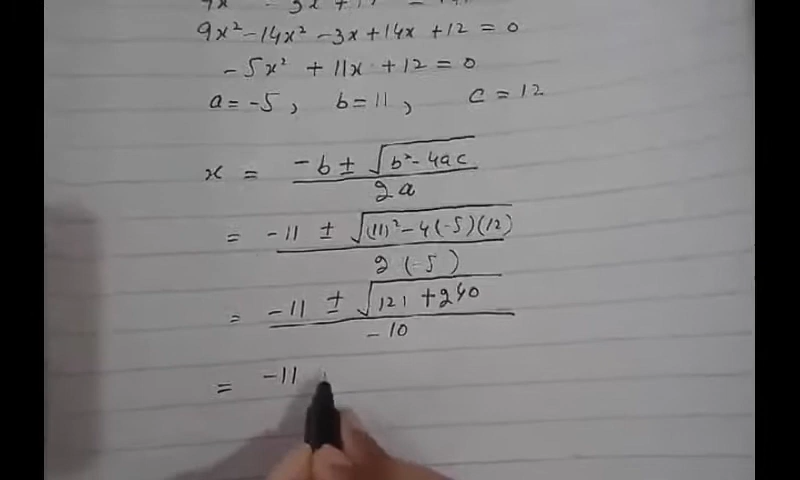 9x² - 14x² - 3x + 14x + 12 = 0
- 5x² + 11x + 12 = 0
a = -5 , b = 11 , c = 12
x = (-b ± √(b² - 4ac)) / 2a
= (-11 ± √((11)² - 4(-5)(12))) / 2(-5)
= (-11 ± √(121 + 240)) / -10
= -11